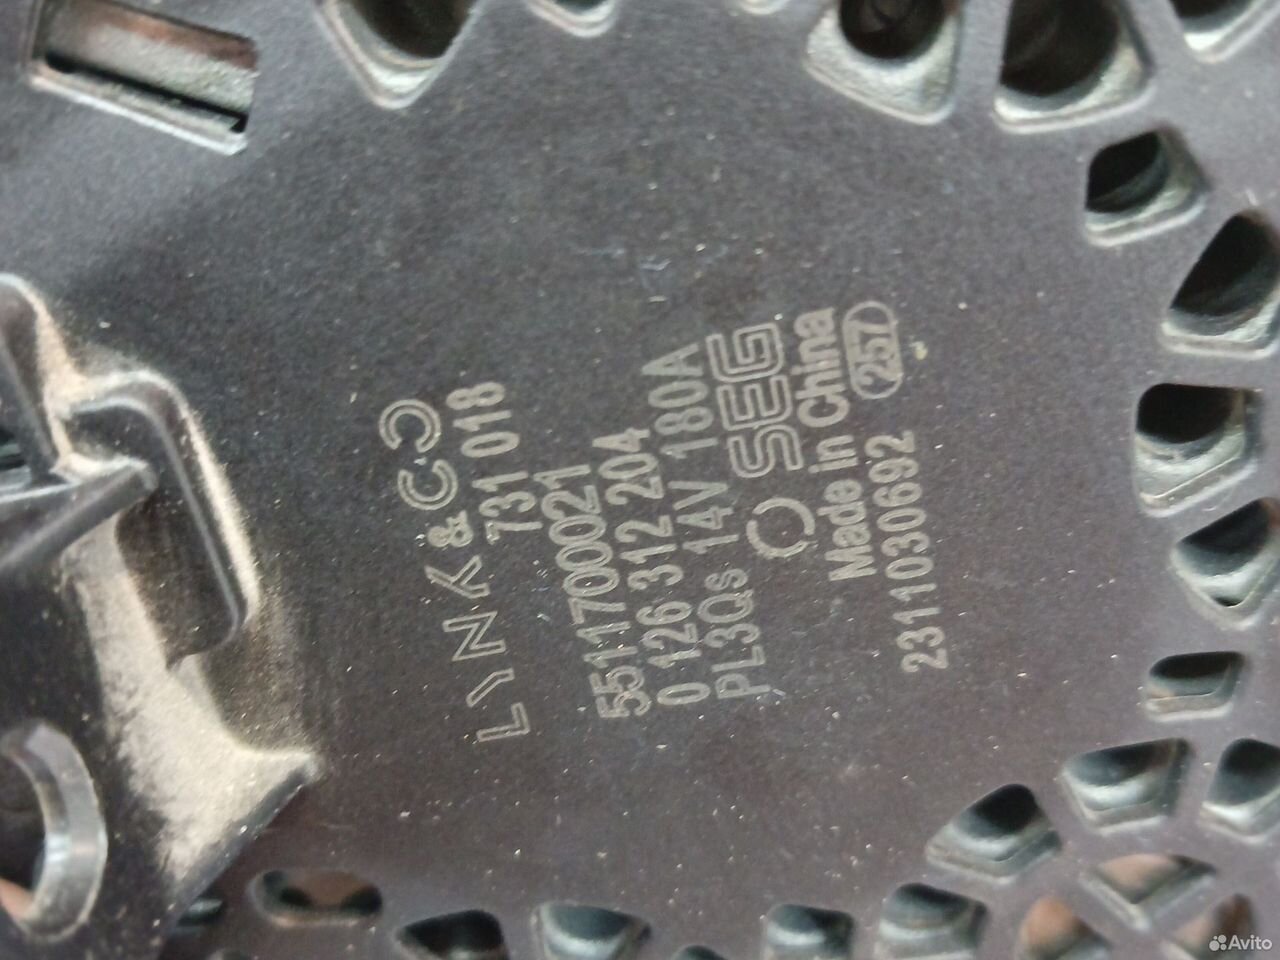 LYNK & CO
731 018
5511700021
0 126 312 204
PL3Qs 14V 180A
SEG
Made in China
257
2311030692
Avito